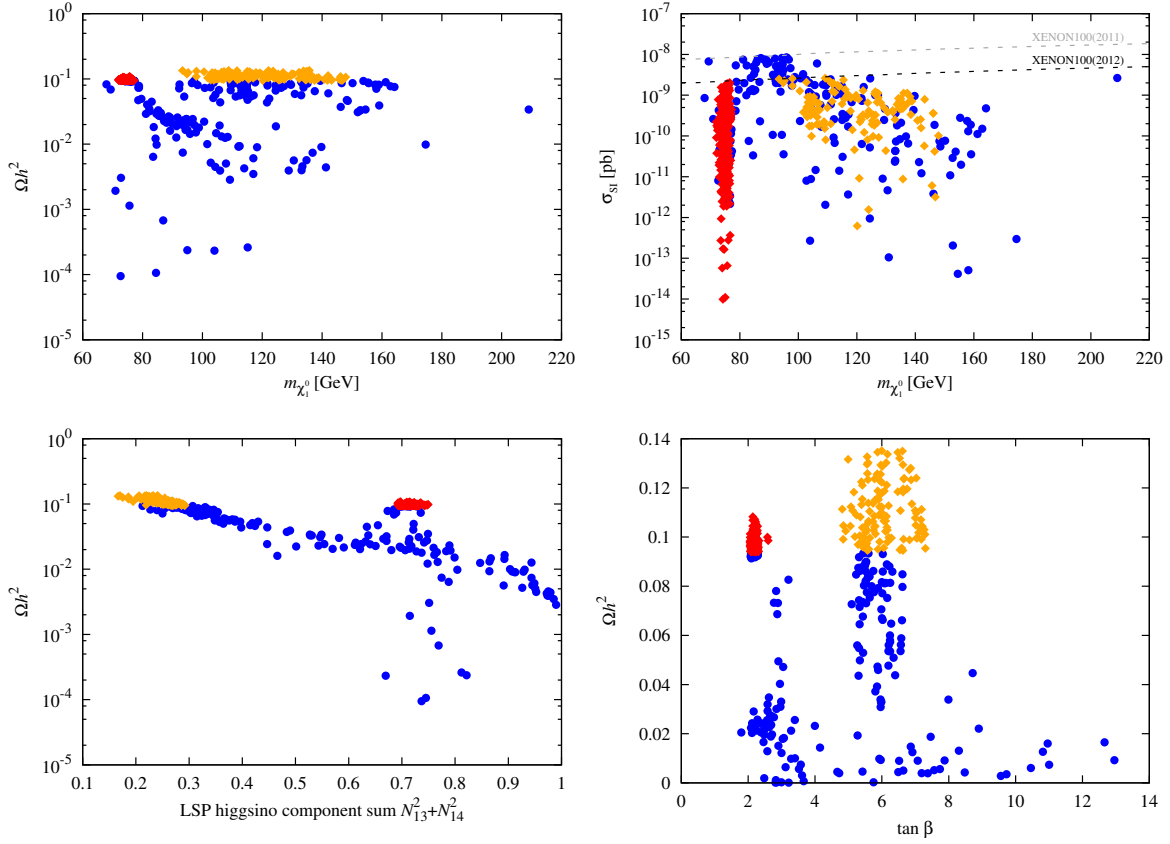 10^0
10^-1
10^-2
10^-3
10^-4
10^-5
Ωh^2
60 80 100 120 140 160 180 200 220
m_χ_1^0 [GeV]
10^-7
10^-8
10^-9
10^-10
10^-11
10^-12
10^-13
10^-14
10^-15
σ_SI [pb]
XENON100(2011)
XENON100(2012)
60 80 100 120 140 160 180 200 220
m_χ_1^0 [GeV]
10^0
10^-1
10^-2
10^-3
10^-4
10^-5
Ωh^2
0.1 0.2 0.3 0.4 0.5 0.6 0.7 0.8 0.9 1
LSP higgsino component sum N_13^2+N_14^2
0.14
0.12
0.1
0.08
0.06
0.04
0.02
0
Ωh^2
0 2 4 6 8 10 12 14
tan β